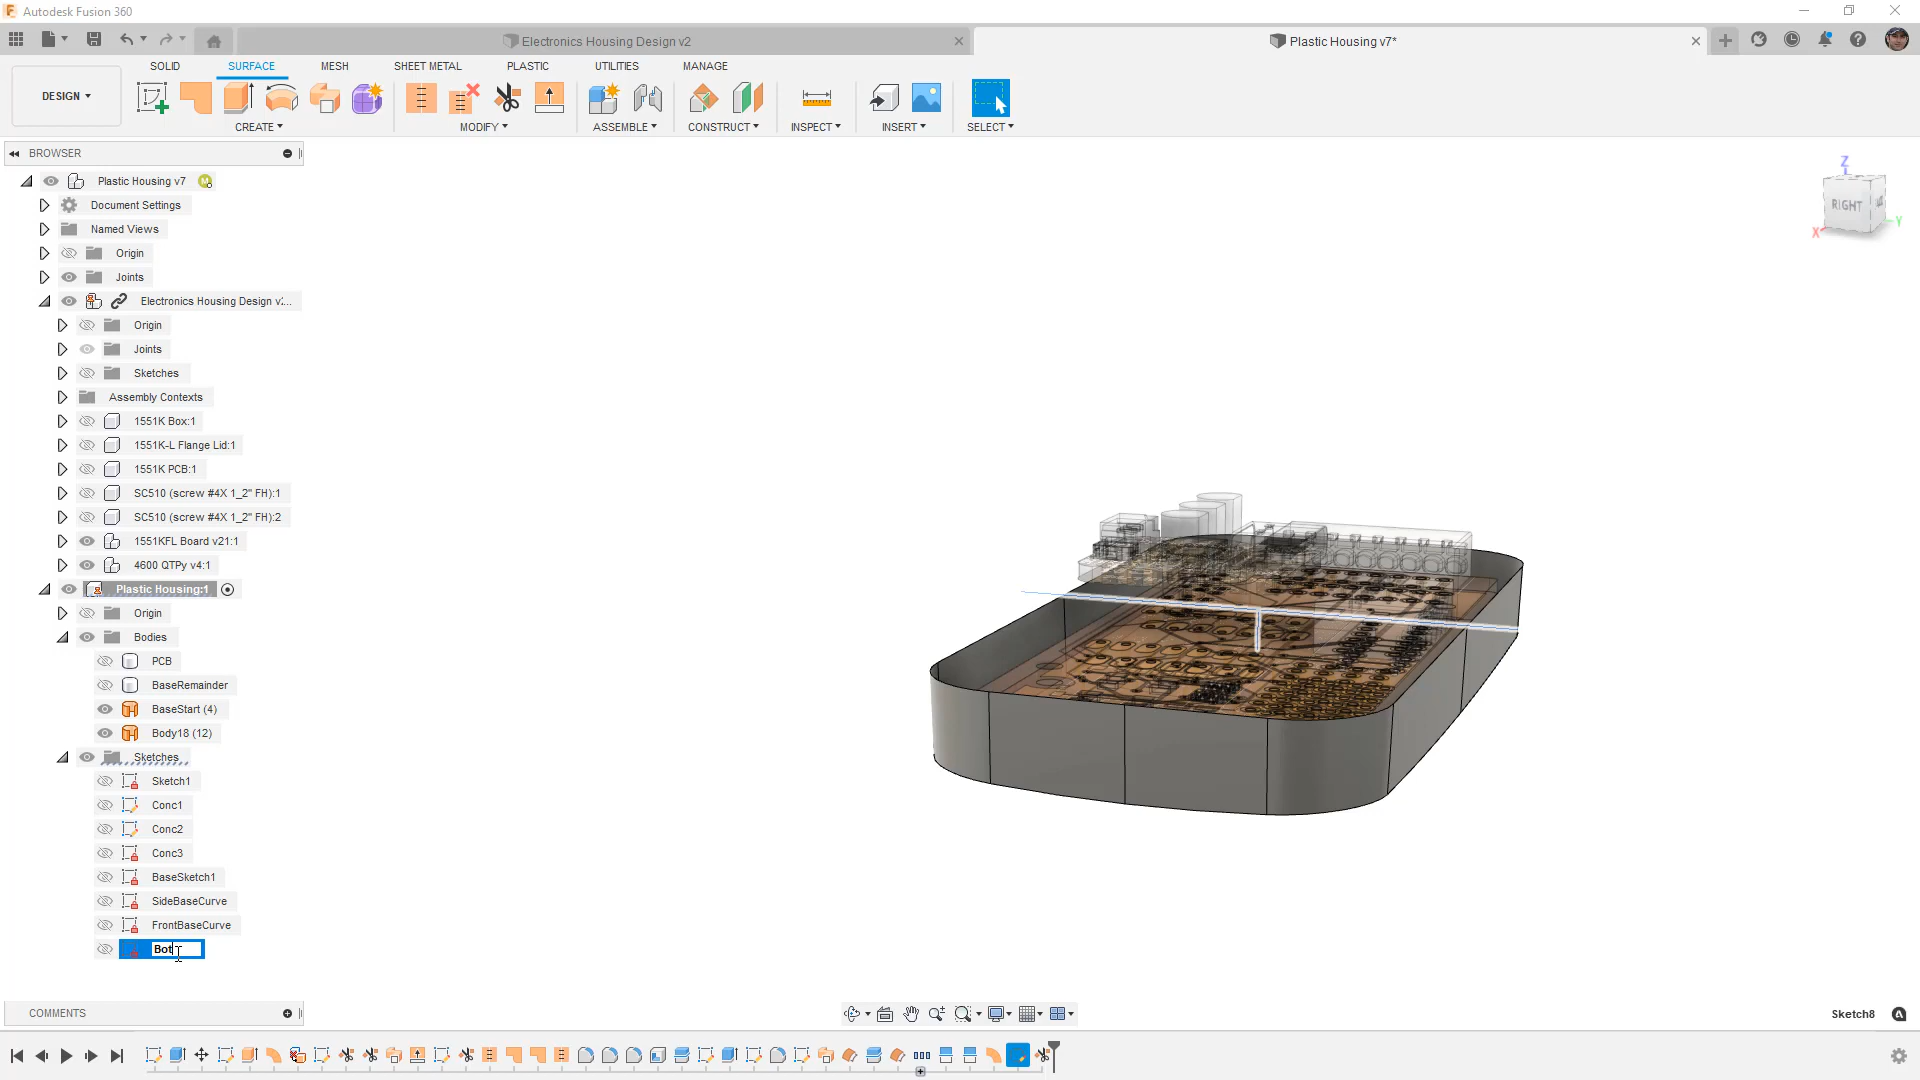 Autodesk Fusion 360
Electronics Housing Design v2
Plastic Housing v7*
SOLID
SURFACE
MESH
SHEET METAL
PLASTIC
UTILITIES
MANAGE
DESIGN
CREATE
MODIFY
ASSEMBLE
CONSTRUCT
INSPECT
INSERT
SELECT
BROWSER
Plastic Housing v7
Document Settings
Named Views
Origin
Joints
Electronics Housing Design v:...
Origin
Joints
Sketches
Assembly Contexts
1551K Box:1
1551K-L Flange Lid:1
1551K PCB:1
SC510 (screw #4X 1_2" FH):1
SC510 (screw #4X 1_2" FH):2
1551KFL Board v21:1
4600 QTPy v4:1
Plastic Housing:1
Origin
Bodies
PCB
BaseRemainder
BaseStart (4)
Body18 (12)
Sketches
Sketch1
Conc1
Conc2
Conc3
BaseSketch1
SideBaseCurve
FrontBaseCurve
Bot
COMMENTS
Z
RIGHT
X
Y
Sketch8